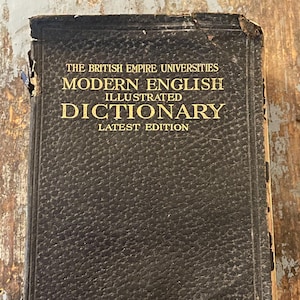 THE BRITISH EMPIRE UNIVERSITIES
MODERN ENGLISH
ILLUSTRATED
DICTIONARY
LATEST EDITION